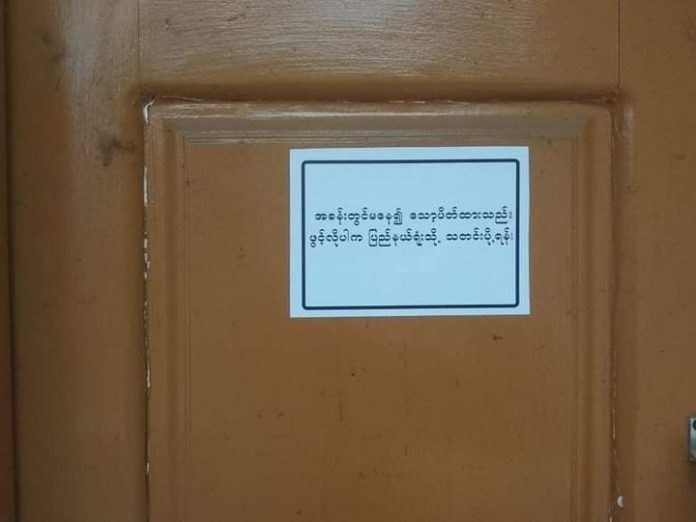 အခန်းတွင်မနေ၍ သော့ပိတ်ထားသည်။
ဖွင့်လိုပါက ပြည်နယ်ရုံးသို့ သတင်းပို့ရန်